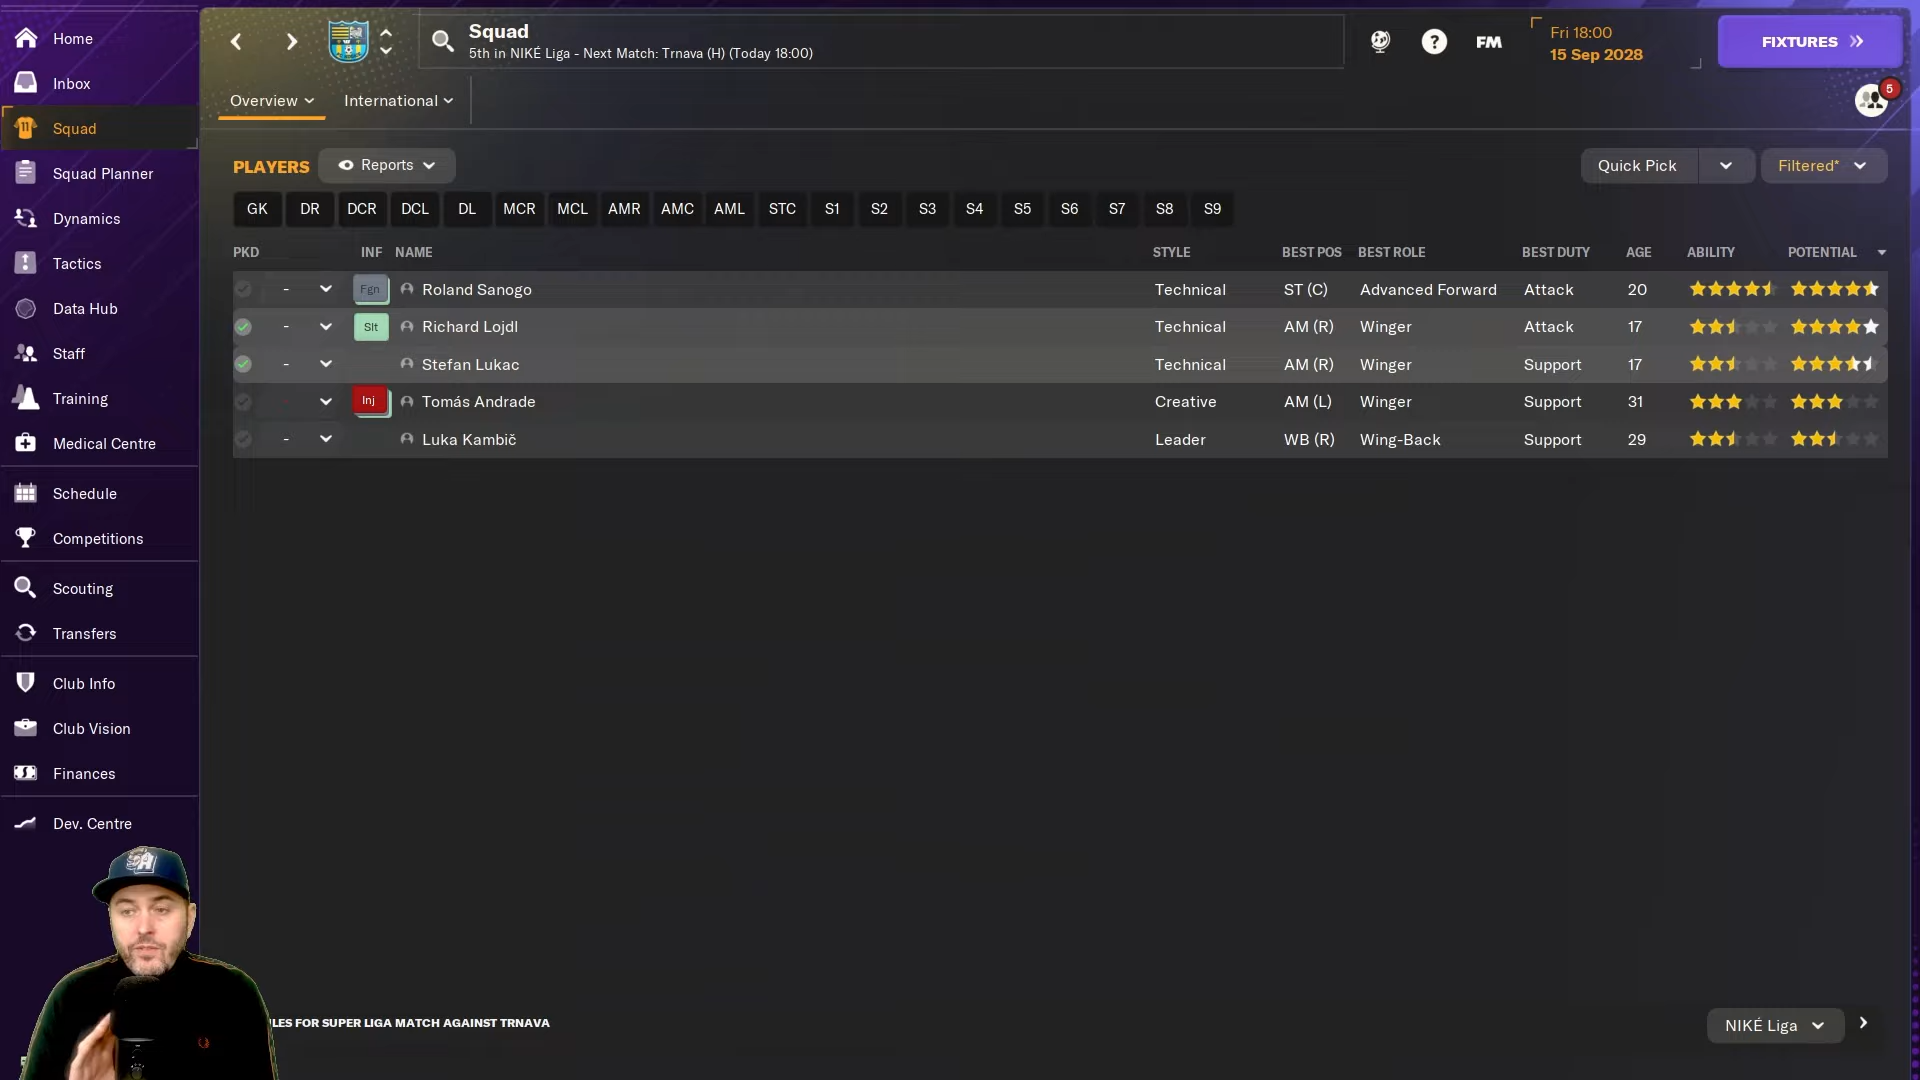 Home
Inbox
Squad
Squad Planner
Dynamics
Tactics
Data Hub
Staff
Training
Medical Centre
Schedule
Competitions
Scouting
Transfers
Club Info
Club Vision
Finances
Dev. Centre
Squad
5th in NIKÉ Liga - Next Match: Trnava (H) (Today 18:00)
?
FM
Fri 18:00
15 Sep 2028
FIXTURES
Overview
International
5
PLAYERS
Reports
Quick Pick
Filtered*
GK DR DCR DCL DL MCR MCL AMR AMC AML STC S1 S2 S3 S4 S5 S6 S7 S8 S9
PKD INF NAME STYLE BEST POS BEST ROLE BEST DUTY AGE ABILITY POTENTIAL
- Fgn Roland Sanogo Technical ST (C) Advanced Forward Attack 20
- Slt Richard Lojdl Technical AM (R) Winger Attack 17
- Stefan Lukac Technical AM (R) Winger Support 17
Inj Tomás Andrade Creative AM (L) Winger Support 31
- Luka Kambič Leader WB (R) Wing-Back Support 29
LES FOR SUPER LIGA MATCH AGAINST TRNAVA
NIKÉ Liga